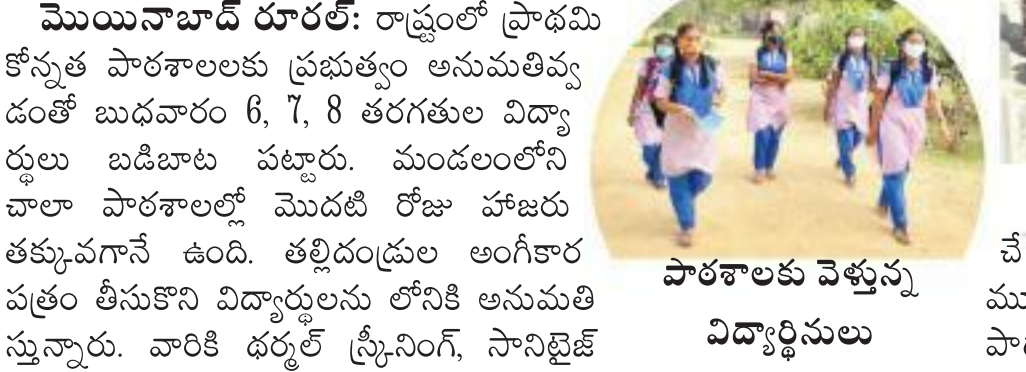 మొయినాబాద్ రూరల్: రాష్ట్రంలో ప్రాథమి
కోన్నత పాఠశాలలకు ప్రభుత్వం అనుమతివ్వ
డంతో బుధవారం 6, 7, 8 తరగతుల విద్యా
ర్థులు బడిబాట పట్టారు. మండలంలోని
చాలా పాఠశాలల్లో మొదటి రోజు హాజరు
తక్కువగానే ఉంది. తల్లిదండ్రుల అంగీకార
పత్రం తీసుకొని విద్యార్థులను లోనికి అనుమతి
స్తున్నారు. వారికి థర్మల్ స్క్రీనింగ్, సానిటైజ్
పాఠశాలకు వెళ్తున్న
విద్యార్థినులు
చే
ము